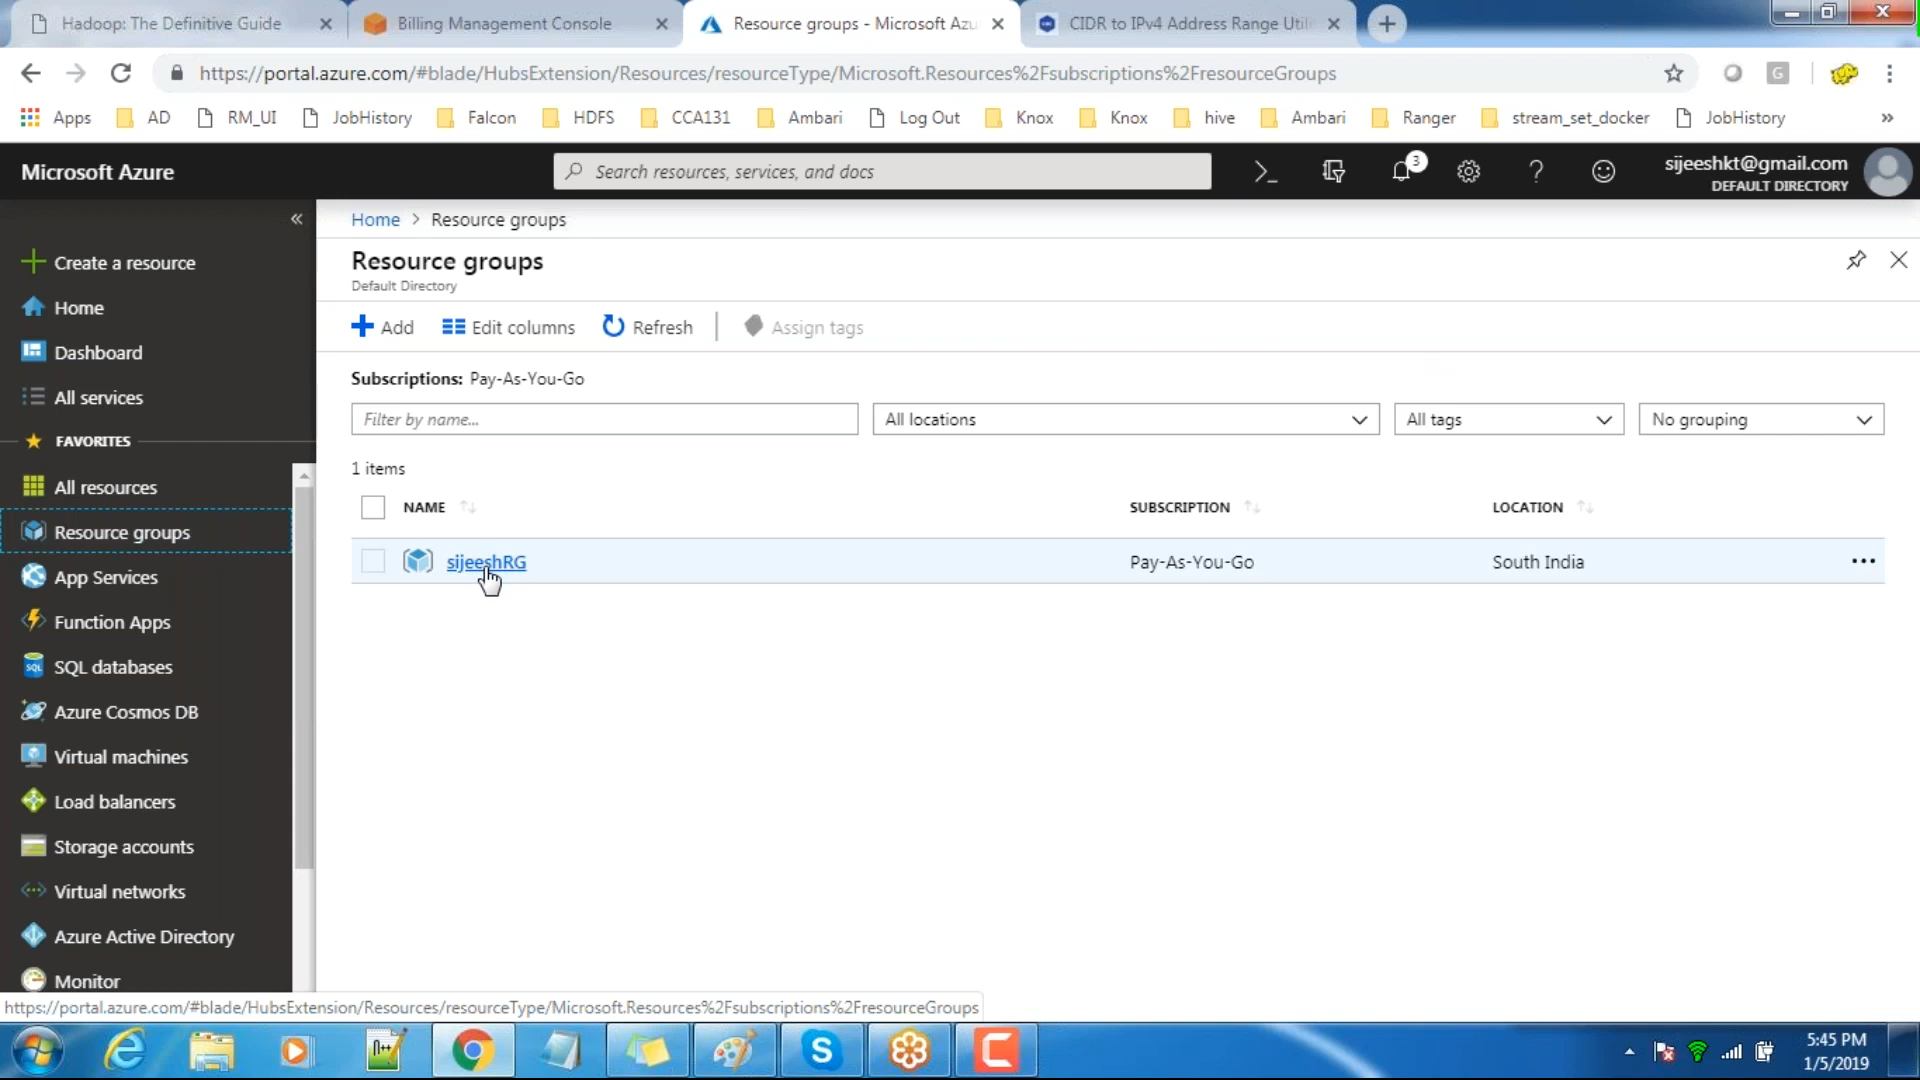 Hadoop: The Definitive Guide
Billing Management Console
Resource groups - Microsoft Azu
CIDR to IPv4 Address Range Utili
https://portal.azure.com/#blade/HubsExtension/Resources/resourceType/Microsoft.Resources%2Fsubscriptions%2FresourceGroups
G
Apps AD RM_UI JobHistory Falcon HDFS CCA131 Ambari Log Out Knox Knox hive Ambari Ranger stream_set_docker JobHistory »
Microsoft Azure
Search resources, services, and docs
3
sijeeshkt@gmail.com
DEFAULT DIRECTORY
«
Create a resource
Home
Dashboard
All services
FAVORITES
All resources
Resource groups
App Services
Function Apps
SQL
SQL databases
Azure Cosmos DB
Virtual machines
Load balancers
Storage accounts
Virtual networks
Azure Active Directory
Monitor
Home > Resource groups
Resource groups
Default Directory
Add Edit columns Refresh Assign tags
Subscriptions: Pay-As-You-Go
Filter by name... All locations All tags No grouping
1 items
NAME SUBSCRIPTION LOCATION
sijeeshRG Pay-As-You-Go South India
https://portal.azure.com/#blade/HubsExtension/Resources/resourceType/Microsoft.Resources%2Fsubscriptions%2FresourceGroups
5:45 PM
1/5/2019